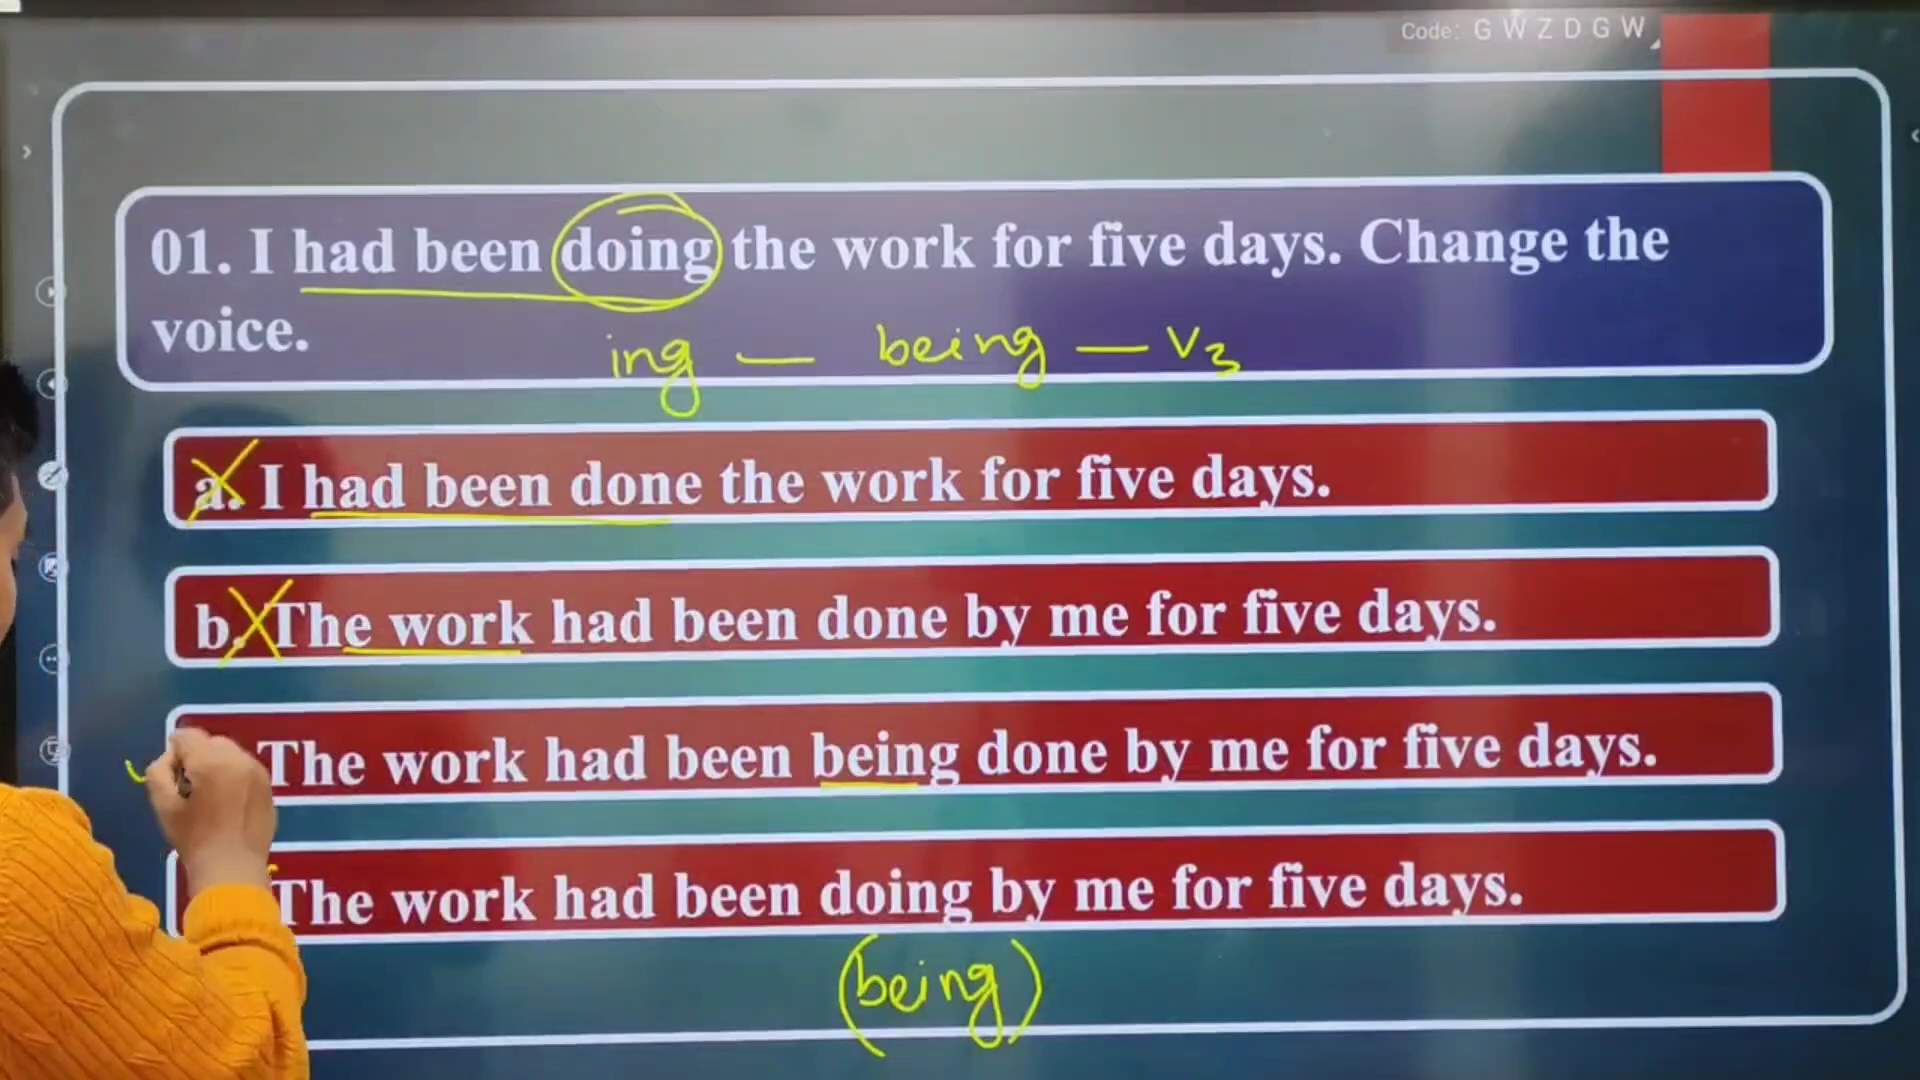 Code: GWZDGW
01. I had been doing the work for five days. Change the
voice.
ing — being — v3
a. I had been done the work for five days.
b. The work had been done by me for five days.
The work had been being done by me for five days.
The work had been doing by me for five days.
(being)